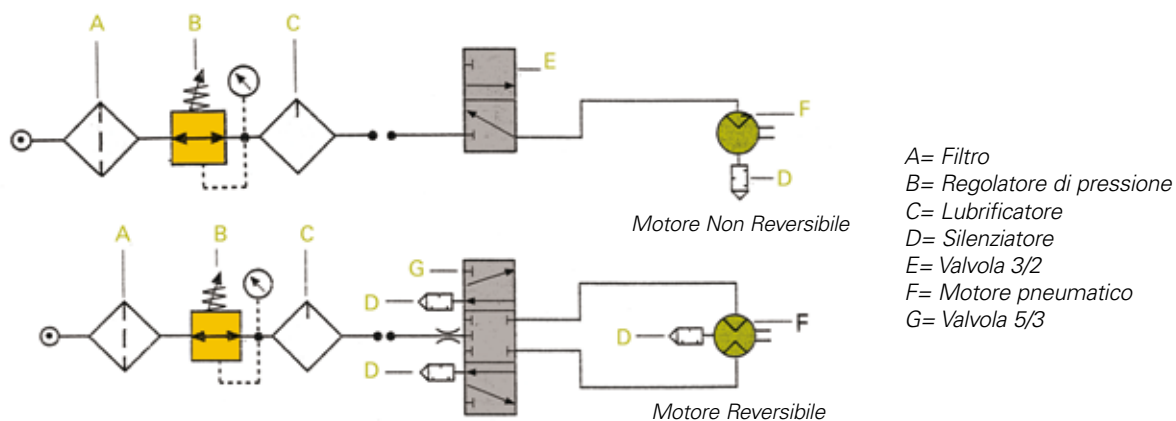 A B C
E
F
D
Motore Non Reversibile
A B C
G
D
D
D
F
Motore Reversibile
A= Filtro
B= Regolatore di pressione
C= Lubrificatore
D= Silenziatore
E= Valvola 3/2
F= Motore pneumatico
G= Valvola 5/3